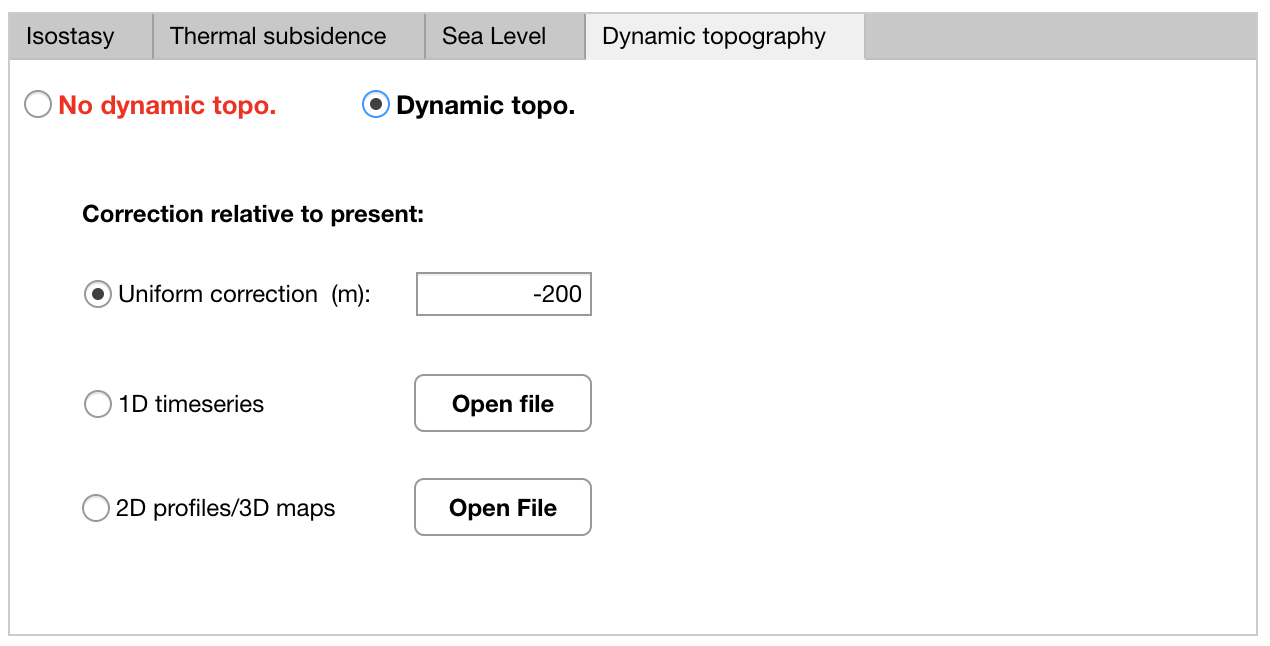 Isostasy Thermal subsidence Sea Level Dynamic topography
No dynamic topo. Dynamic topo.
Correction relative to present:
Uniform correction (m): -200
1D timeseries Open file
2D profiles/3D maps Open File